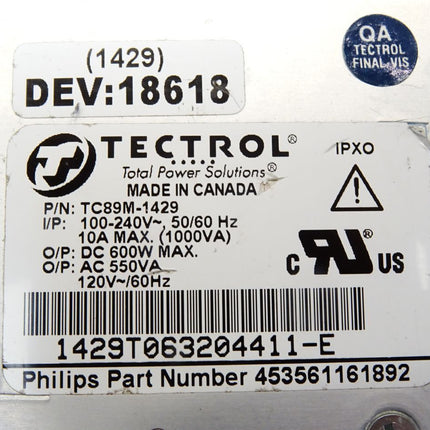 (1429)
DEV:18618
QA
TECTROL
FINAL VIS
TECTROL®
Total Power Solutions®
MADE IN CANADA
IPXO
P/N: TC89M-1429
I/P: 100-240V~, 50/60 Hz
10A MAX. (1000VA)
O/P: DC 600W MAX.
O/P: AC 550VA
120V~/60Hz
C RU® US
1429T063204411-E
Philips Part Number 453561161892